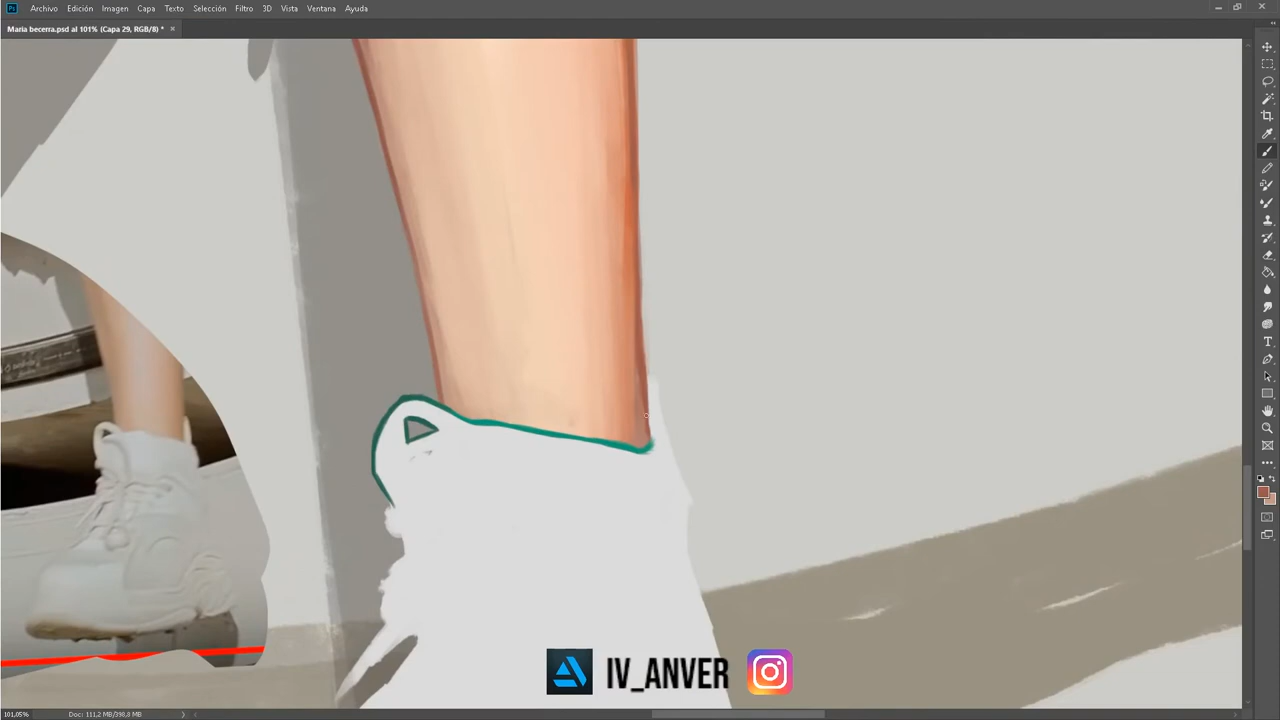 Archivo Edición Imagen Capa Texto Selección Filtro 3D Vista Ventana Ayuda
Maria becerra.psd al 101% (Capa 29, RGB/8) *
IV_ANVER
101,05% Doc: 111,2 MB/398,8 MB